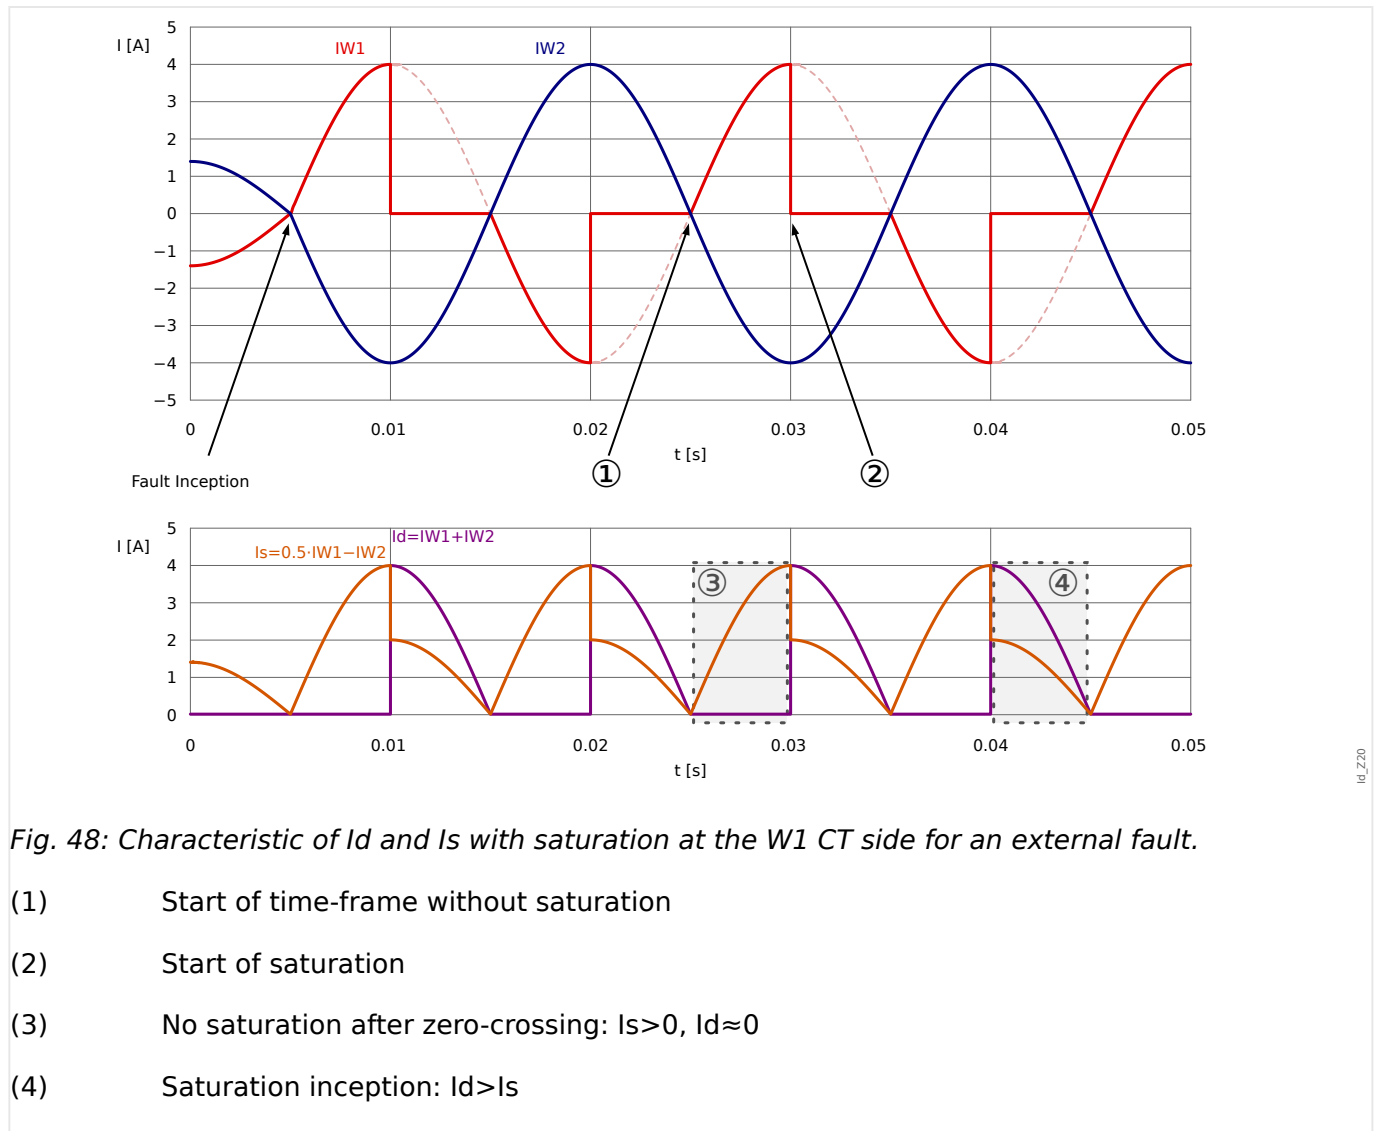 5
I [A]
IW1
IW2
4
3
2
1
0
−1
−2
−3
−4
−5
0 0.01 0.02 0.03 0.04 0.05
t [s]
Fault Inception
①
②
5
I [A]
Id=IW1+IW2
Is=0.5·IW1−IW2
4
③
④
3
2
1
0
0 0.01 0.02 0.03 0.04 0.05
t [s]
Id_Z20
Fig. 48: Characteristic of Id and Is with saturation at the W1 CT side for an external fault.
(1) Start of time-frame without saturation
(2) Start of saturation
(3) No saturation after zero-crossing: Is>0, Id≈0
(4) Saturation inception: Id>Is